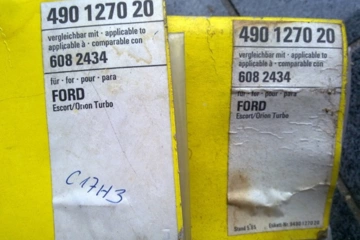 490 1270 20
vergleichbar mit · applicable to
applicable à · comparable con
608 2434
für · for · pour · para
FORD
Escort/Orion Turbo
C17H3
490 1270 20
vergleichbar mit · applicable to
applicable à · comparable con
608 2434
für · for · pour · para
FORD
Escort/Orion Turbo
Stand